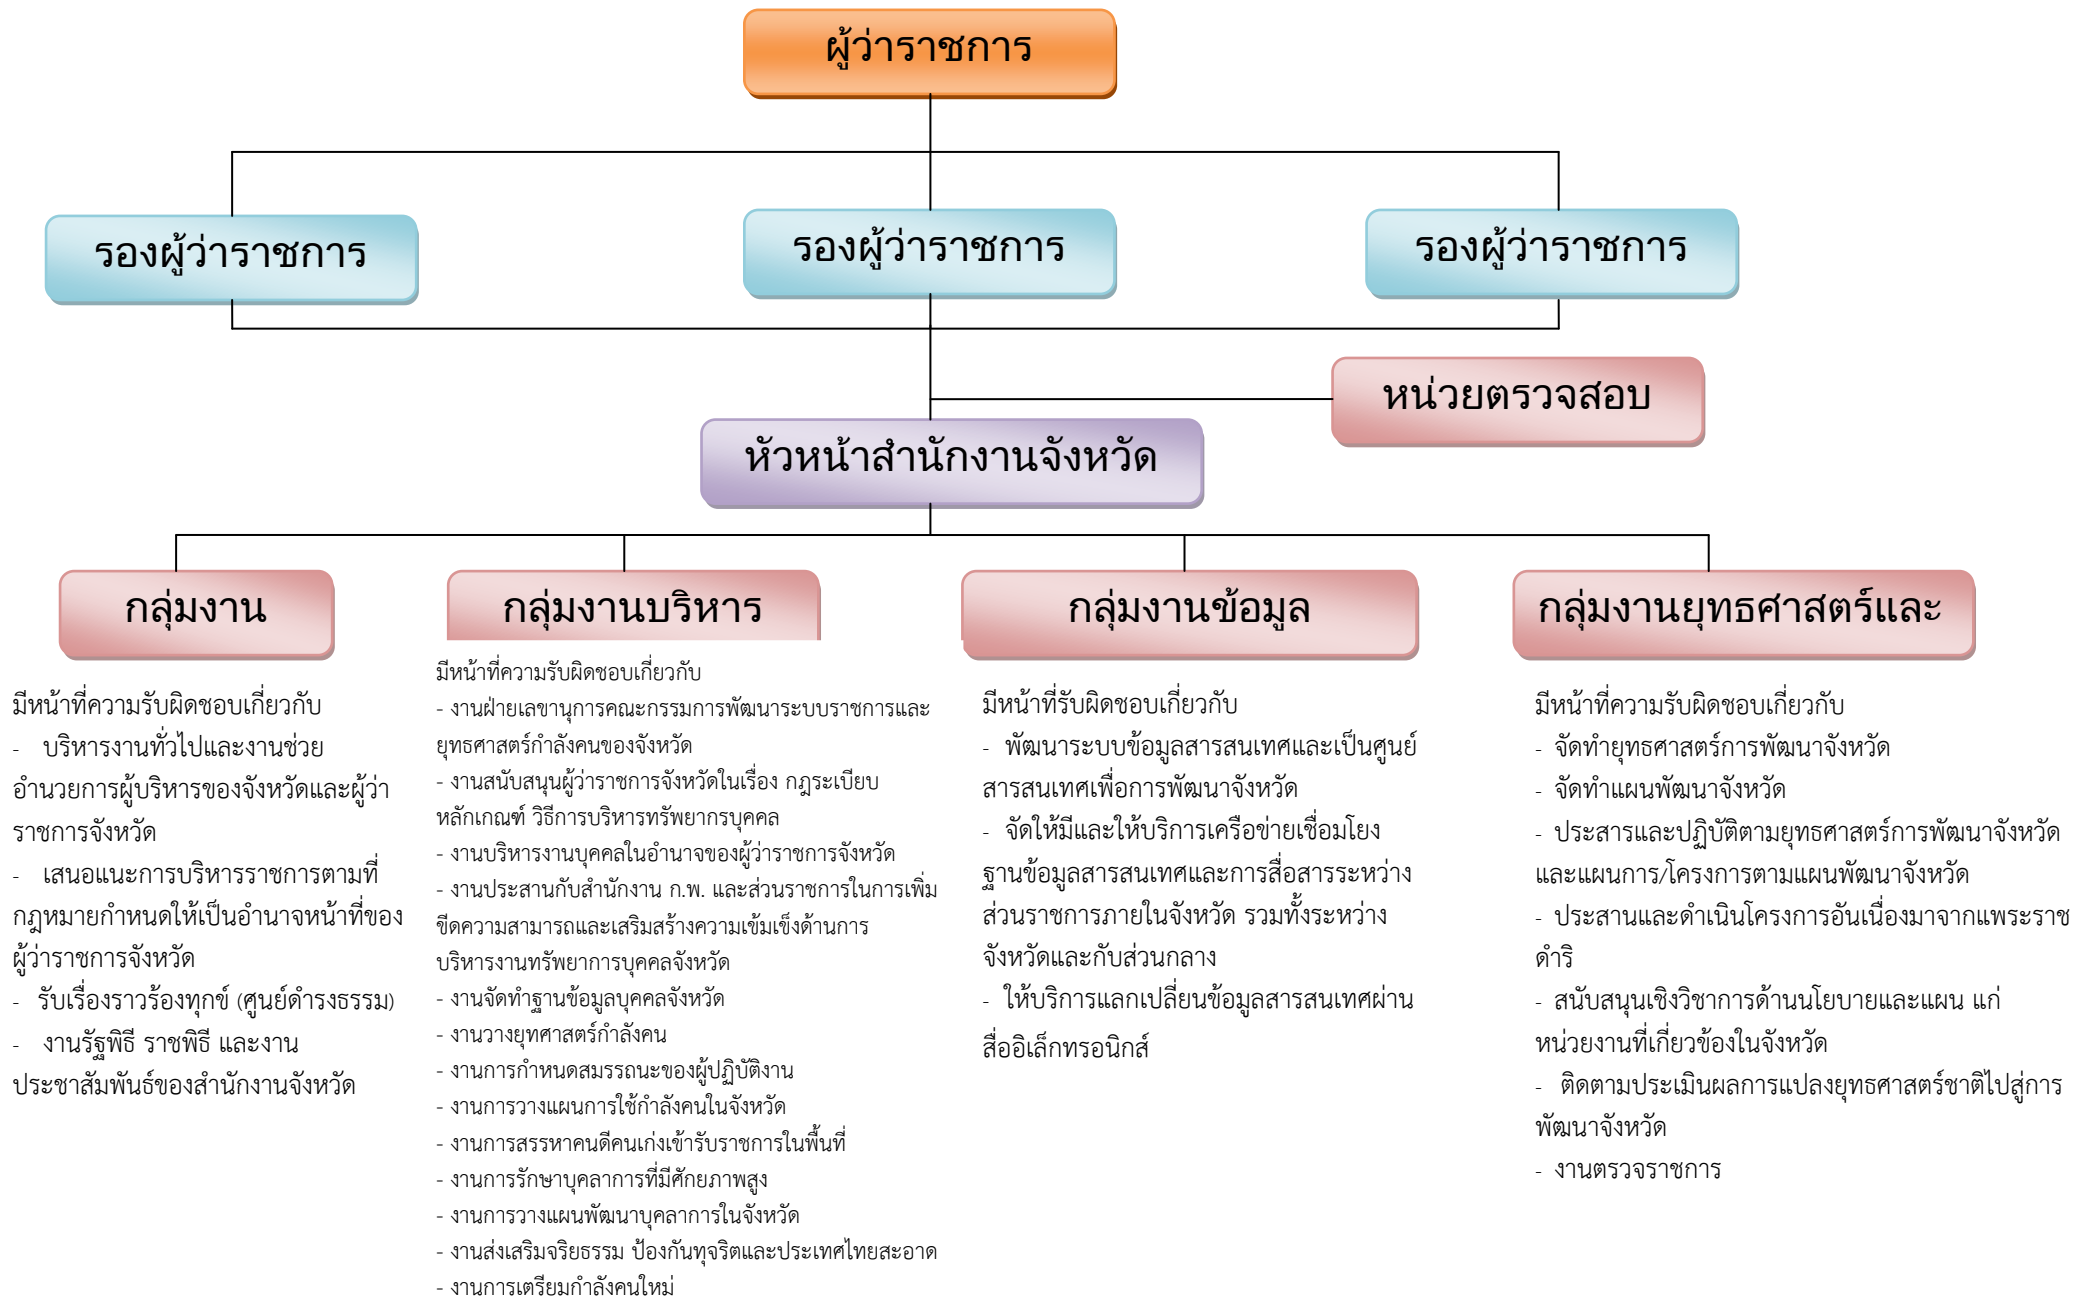 ผู้ว่าราชการ
รองผู้ว่าราชการ
รองผู้ว่าราชการ
รองผู้ว่าราชการ
หน่วยตรวจสอบ
หัวหน้าสำนักงานจังหวัด
กลุ่มงาน
มีหน้าที่ความรับผิดชอบเกี่ยวกับ
- บริหารงานทั่วไปและงานช่วย
อำนวยการผู้บริหารของจังหวัดและผู้ว่า
ราชการจังหวัด
- เสนอแนะการบริหารราชการตามที่
กฎหมายกำหนดให้เป็นอำนาจหน้าที่ของ
ผู้ว่าราชการจังหวัด
- รับเรื่องราวร้องทุกข์ (ศูนย์ดำรงธรรม)
- งานรัฐพิธี ราชพิธี และงาน
ประชาสัมพันธ์ของสำนักงานจังหวัด
กลุ่มงานบริหาร
มีหน้าที่ความรับผิดชอบเกี่ยวกับ
- งานฝ่ายเลขานุการคณะกรรมการพัฒนาระบบราชการและ
ยุทธศาสตร์กำลังคนของจังหวัด
- งานสนับสนุนผู้ว่าราชการจังหวัดในเรื่อง กฎระเบียบ
หลักเกณฑ์ วิธีการบริหารทรัพยากรบุคคล
- งานบริหารงานบุคคลในอำนาจของผู้ว่าราชการจังหวัด
- งานประสานกับสำนักงาน ก.พ. และส่วนราชการในการเพิ่ม
ขีดความสามารถและเสริมสร้างความเข้มเข็งด้านการ
บริหารงานทรัพยาการบุคคลจังหวัด
- งานจัดทำฐานข้อมูลบุคคลจังหวัด
- งานวางยุทศาสตร์กำลังคน
- งานการกำหนดสมรรถนะของผู้ปฏิบัติงาน
- งานการวางแผนการใช้กำลังคนในจังหวัด
- งานการสรรหาคนดีคนเก่งเข้ารับราชการในพื้นที่
- งานการรักษาบุคลาการที่มีศักยภาพสูง
- งานการวางแผนพัฒนาบุคลาการในจังหวัด
- งานส่งเสริมจริยธรรม ป้องกันทุจริตและประเทศไทยสะอาด
- งานการเตรียมกำลังคนใหม่
กลุ่มงานข้อมูล
มีหน้าที่รับผิดชอบเกี่ยวกับ
- พัฒนาระบบข้อมูลสารสนเทศและเป็นศูนย์
สารสนเทศเพื่อการพัฒนาจังหวัด
- จัดให้มีและให้บริการเครือข่ายเชื่อมโยง
ฐานข้อมูลสารสนเทศและการสื่อสารระหว่าง
ส่วนราชการภายในจังหวัด รวมทั้งระหว่าง
จังหวัดและกับส่วนกลาง
- ให้บริการแลกเปลี่ยนข้อมูลสารสนเทศผ่าน
สื่ออิเล็กทรอนิกส์
กลุ่มงานยุทธศาสตร์และ
มีหน้าที่ความรับผิดชอบเกี่ยวกับ
- จัดทำยุทธศาสตร์การพัฒนาจังหวัด
- จัดทำแผนพัฒนาจังหวัด
- ประสารและปฏิบัติตามยุทธศาสตร์การพัฒนาจังหวัด
และแผนการ/โครงการตามแผนพัฒนาจังหวัด
- ประสานและดำเนินโครงการอันเนื่องมาจากแพระราช
ดำริ
- สนับสนุนเชิงวิชาการด้านนโยบายและแผน แก่
หน่วยงานที่เกี่ยวข้องในจังหวัด
- ติดตามประเมินผลการแปลงยุทธศาสตร์ชาติไปสู่การ
พัฒนาจังหวัด
- งานตรวจราชการ